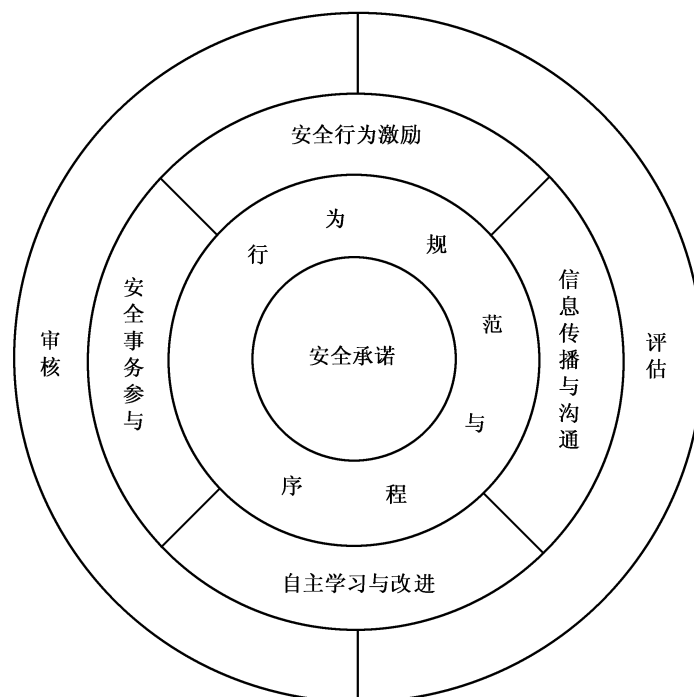 安全行为激励
行为规范与程序
安全承诺
安全事务参与
信息传播与沟通
审核
评估
自主学习与改进